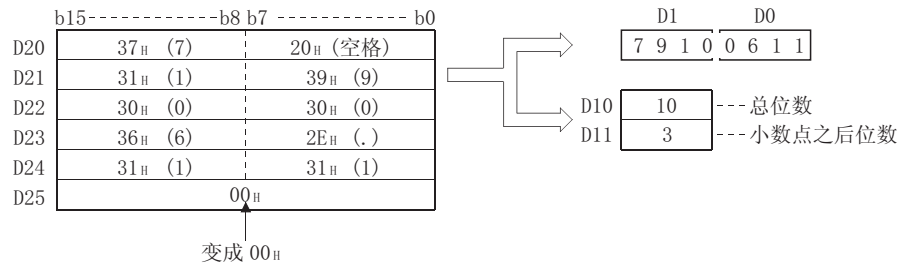 b15 b8 b7 b0
D20 37H (7) 20H (空格)
D21 31H (1) 39H (9)
D22 30H (0) 30H (0)
D23 36H (6) 2EH (.)
D24 31H (1) 31H (1)
D25 00H
变成 00H
D1 D0
7 9 1 0 0 6 1 1
D10 10 总位数
D11 3 小数点之后位数